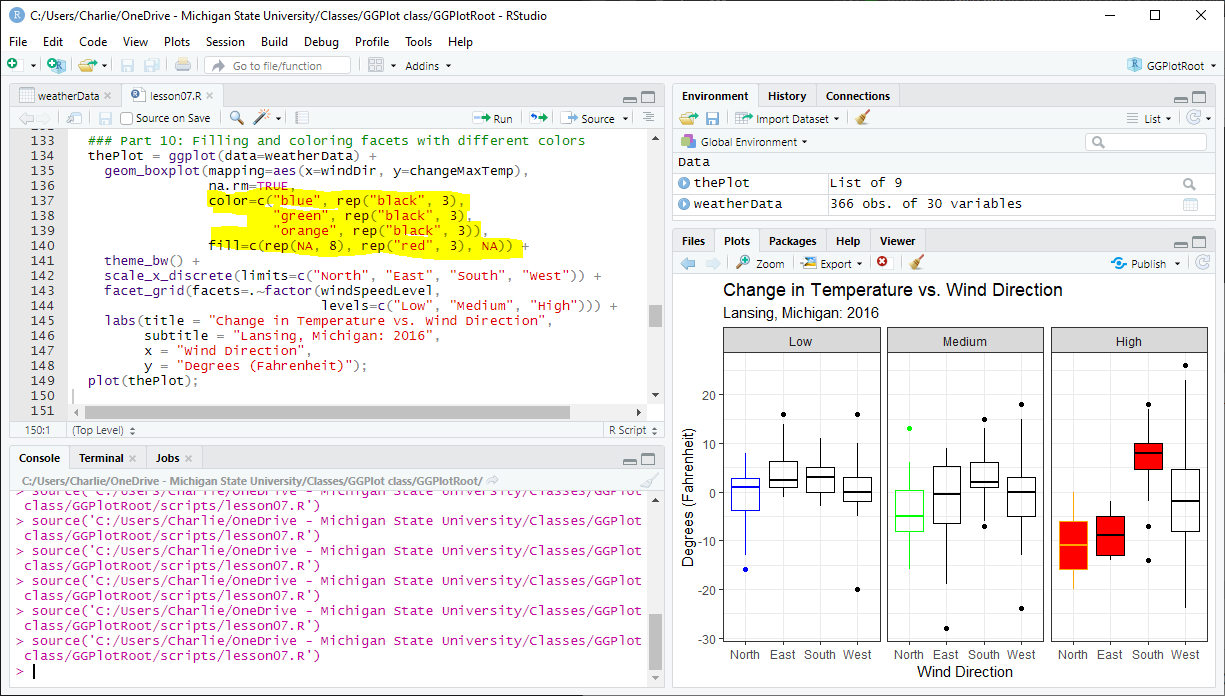 C:/Users/Charlie/OneDrive - Michigan State University/Classes/GGPlot class/GGPlotRoot - RStudio
File Edit Code View Plots Session Build Debug Profile Tools Help
Go to file/function Addins GGPlotRoot
weatherData lesson07.R
Source on Save Run Source
133 ### Part 10: Filling and coloring facets with different colors
134 thePlot = ggplot(data=weatherData) +
135 geom_boxplot(mapping=aes(x=windDir, y=changeMaxTemp),
136 na.rm=TRUE,
137 color=c("blue", rep("black", 3),
138 "green", rep("black", 3),
139 "orange", rep("black", 3)),
140 fill=c(rep(NA, 8), rep("red", 3), NA)) +
141 theme_bw() +
142 scale_x_discrete(limits=c("North", "East", "South", "West")) +
143 facet_grid(facets=.~factor(windSpeedLevel,
144 levels=c("Low", "Medium", "High"))) +
145 labs(title = "Change in Temperature vs. Wind Direction",
146 subtitle = "Lansing, Michigan: 2016",
147 x = "Wind Direction",
148 y = "Degrees (Fahrenheit)");
149 plot(thePlot);
150
151
150:1 (Top Level) R Script
Console Terminal Jobs
C:/Users/Charlie/OneDrive - Michigan State University/Classes/GGPlot class/GGPlotRoot/
> source('C:/Users/Charlie/OneDrive - Michigan State University/Classes/GGPlot
class/GGPlotRoot/scripts/lesson07.R')
> source('C:/Users/Charlie/OneDrive - Michigan State University/Classes/GGPlot
class/GGPlotRoot/scripts/lesson07.R')
> source('C:/Users/Charlie/OneDrive - Michigan State University/Classes/GGPlot
class/GGPlotRoot/scripts/lesson07.R')
> source('C:/Users/Charlie/OneDrive - Michigan State University/Classes/GGPlot
class/GGPlotRoot/scripts/lesson07.R')
> source('C:/Users/Charlie/OneDrive - Michigan State University/Classes/GGPlot
class/GGPlotRoot/scripts/lesson07.R')
> source('C:/Users/Charlie/OneDrive - Michigan State University/Classes/GGPlot
class/GGPlotRoot/scripts/lesson07.R')
>
Environment History Connections
Import Dataset List
Global Environment
Data
thePlot List of 9
weatherData 366 obs. of 30 variables
Files Plots Packages Help Viewer
Zoom Export Publish
Change in Temperature vs. Wind Direction
Lansing, Michigan: 2016
Low Medium High
Degrees (Fahrenheit)
20
10
0
-10
-20
-30
North East South West North East South West North East South West
Wind Direction